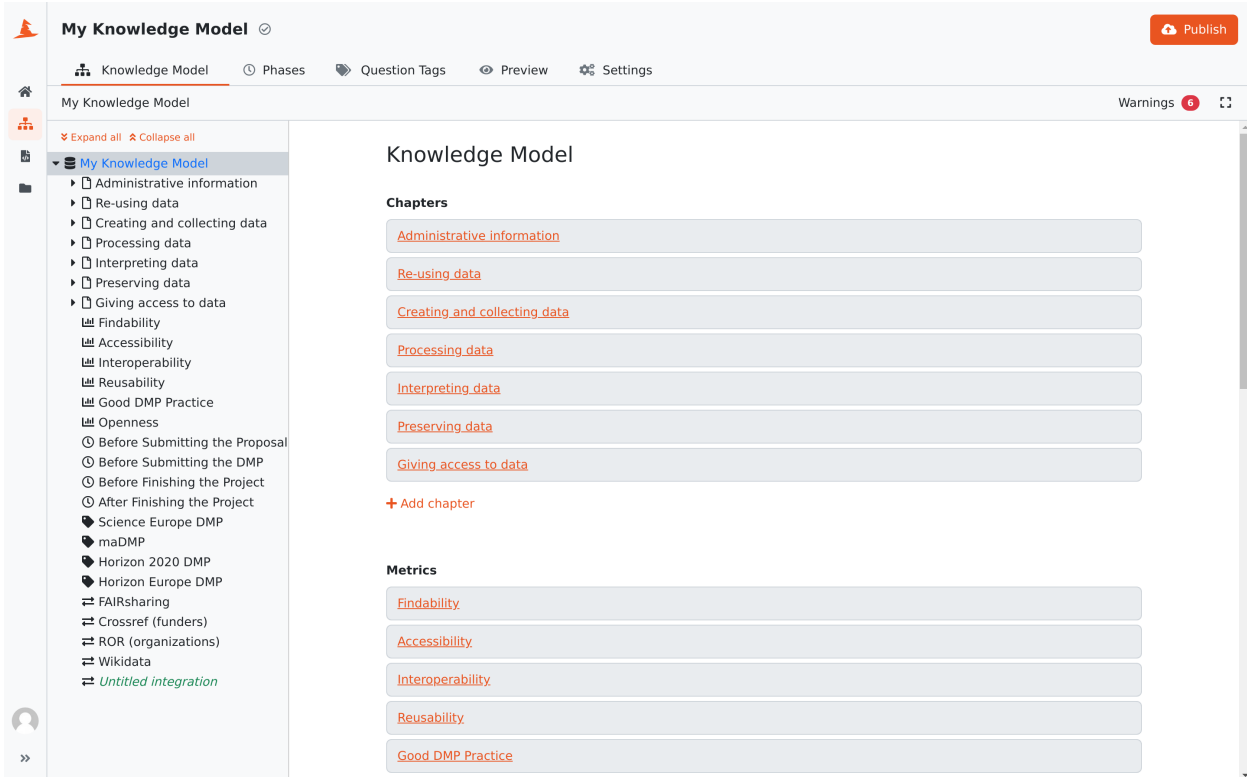 My Knowledge Model
Publish
Knowledge Model
Phases
Question Tags
Preview
Settings
My Knowledge Model
Warnings 6
Expand all Collapse all
My Knowledge Model
Administrative information
Re-using data
Creating and collecting data
Processing data
Interpreting data
Preserving data
Giving access to data
Findability
Accessibility
Interoperability
Reusability
Good DMP Practice
Openness
Before Submitting the Proposal
Before Submitting the DMP
Before Finishing the Project
After Finishing the Project
Science Europe DMP
maDMP
Horizon 2020 DMP
Horizon Europe DMP
FAIRsharing
Crossref (funders)
ROR (organizations)
Wikidata
Untitled integration
Knowledge Model
Chapters
Administrative information
Re-using data
Creating and collecting data
Processing data
Interpreting data
Preserving data
Giving access to data
Add chapter
Metrics
Findability
Accessibility
Interoperability
Reusability
Good DMP Practice